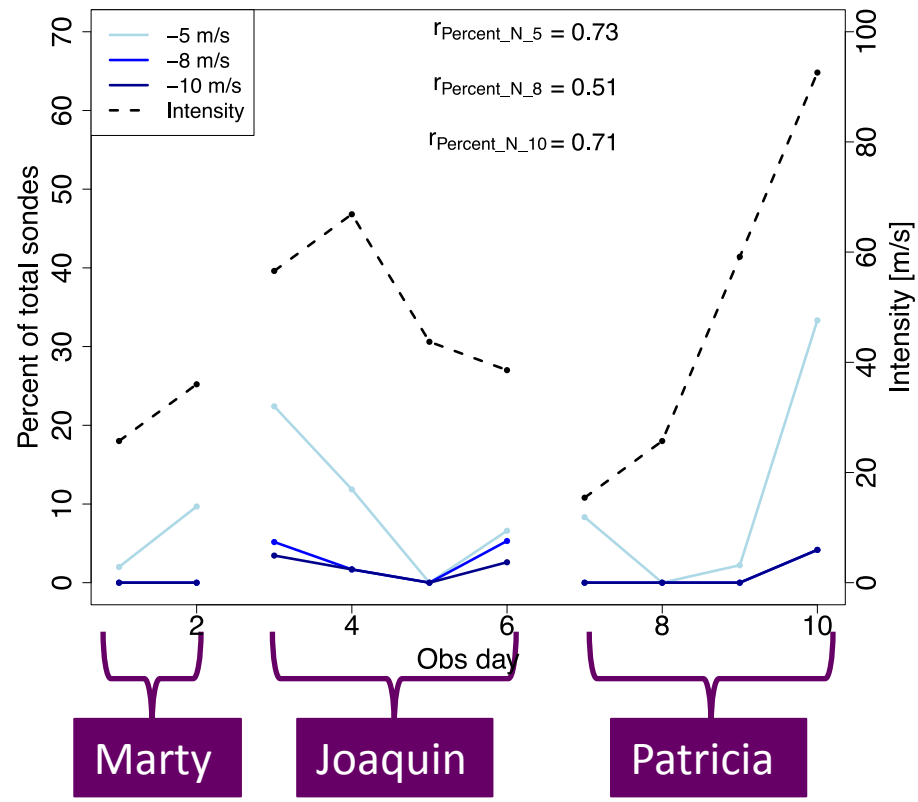 −5 m/s
−8 m/s
−10 m/s
Intensity
rPercent_N_5 = 0.73
rPercent_N_8 = 0.51
rPercent_N_10 = 0.71
Percent of total sondes
70
60
50
40
30
20
10
0
Intensity [m/s]
100
80
60
40
20
0
2 4 6 8 10
Obs day
Marty Joaquin Patricia